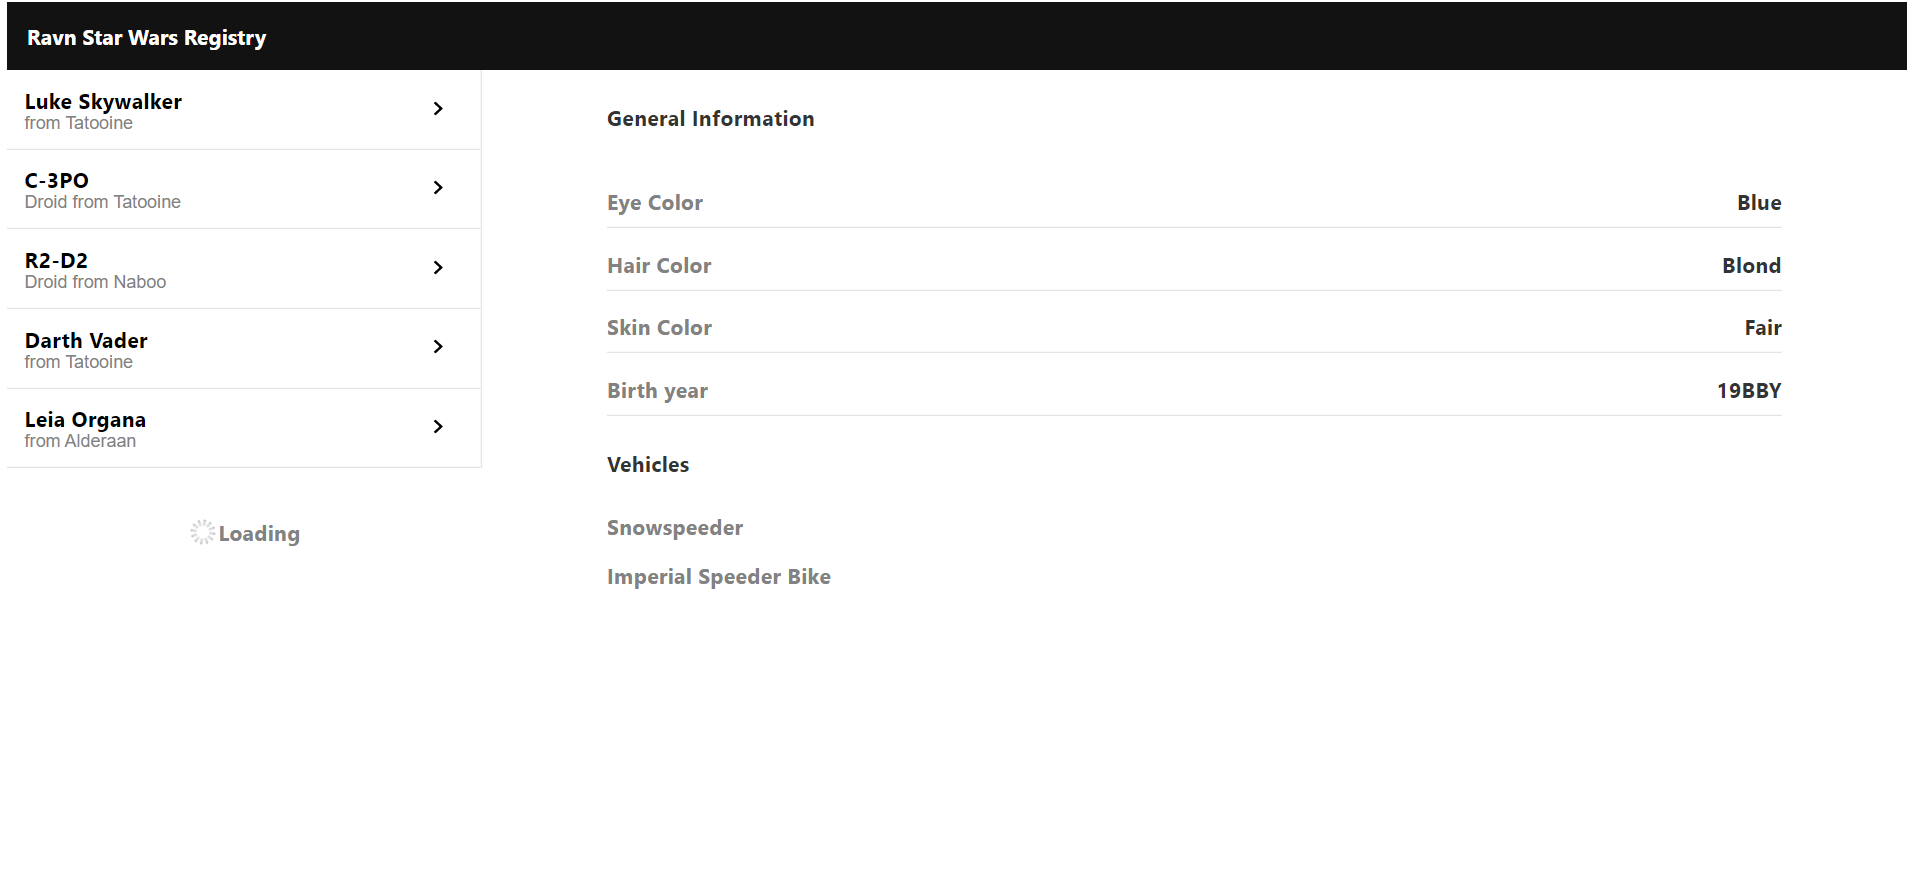 Ravn Star Wars Registry
Luke Skywalker
from Tatooine
C-3PO
Droid from Tatooine
R2-D2
Droid from Naboo
Darth Vader
from Tatooine
Leia Organa
from Alderaan
Loading
General Information
Eye Color Blue
Hair Color Blond
Skin Color Fair
Birth year 19BBY
Vehicles
Snowspeeder
Imperial Speeder Bike